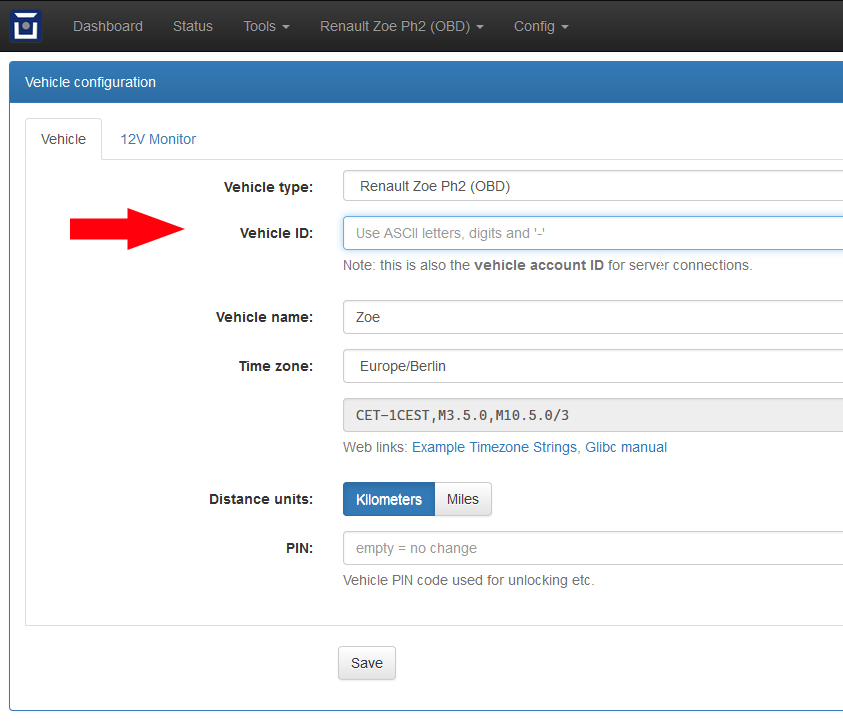 Dashboard Status Tools Renault Zoe Ph2 (OBD) Config
Vehicle configuration
Vehicle 12V Monitor
Vehicle type: Renault Zoe Ph2 (OBD)
Vehicle ID: Use ASCII letters, digits and '-'
Note: this is also the vehicle account ID for server connections.
Vehicle name: Zoe
Time zone: Europe/Berlin
CET-1CEST,M3.5.0,M10.5.0/3
Web links: Example Timezone Strings, Glibc manual
Distance units: Kilometers Miles
PIN: empty = no change
Vehicle PIN code used for unlocking etc.
Save